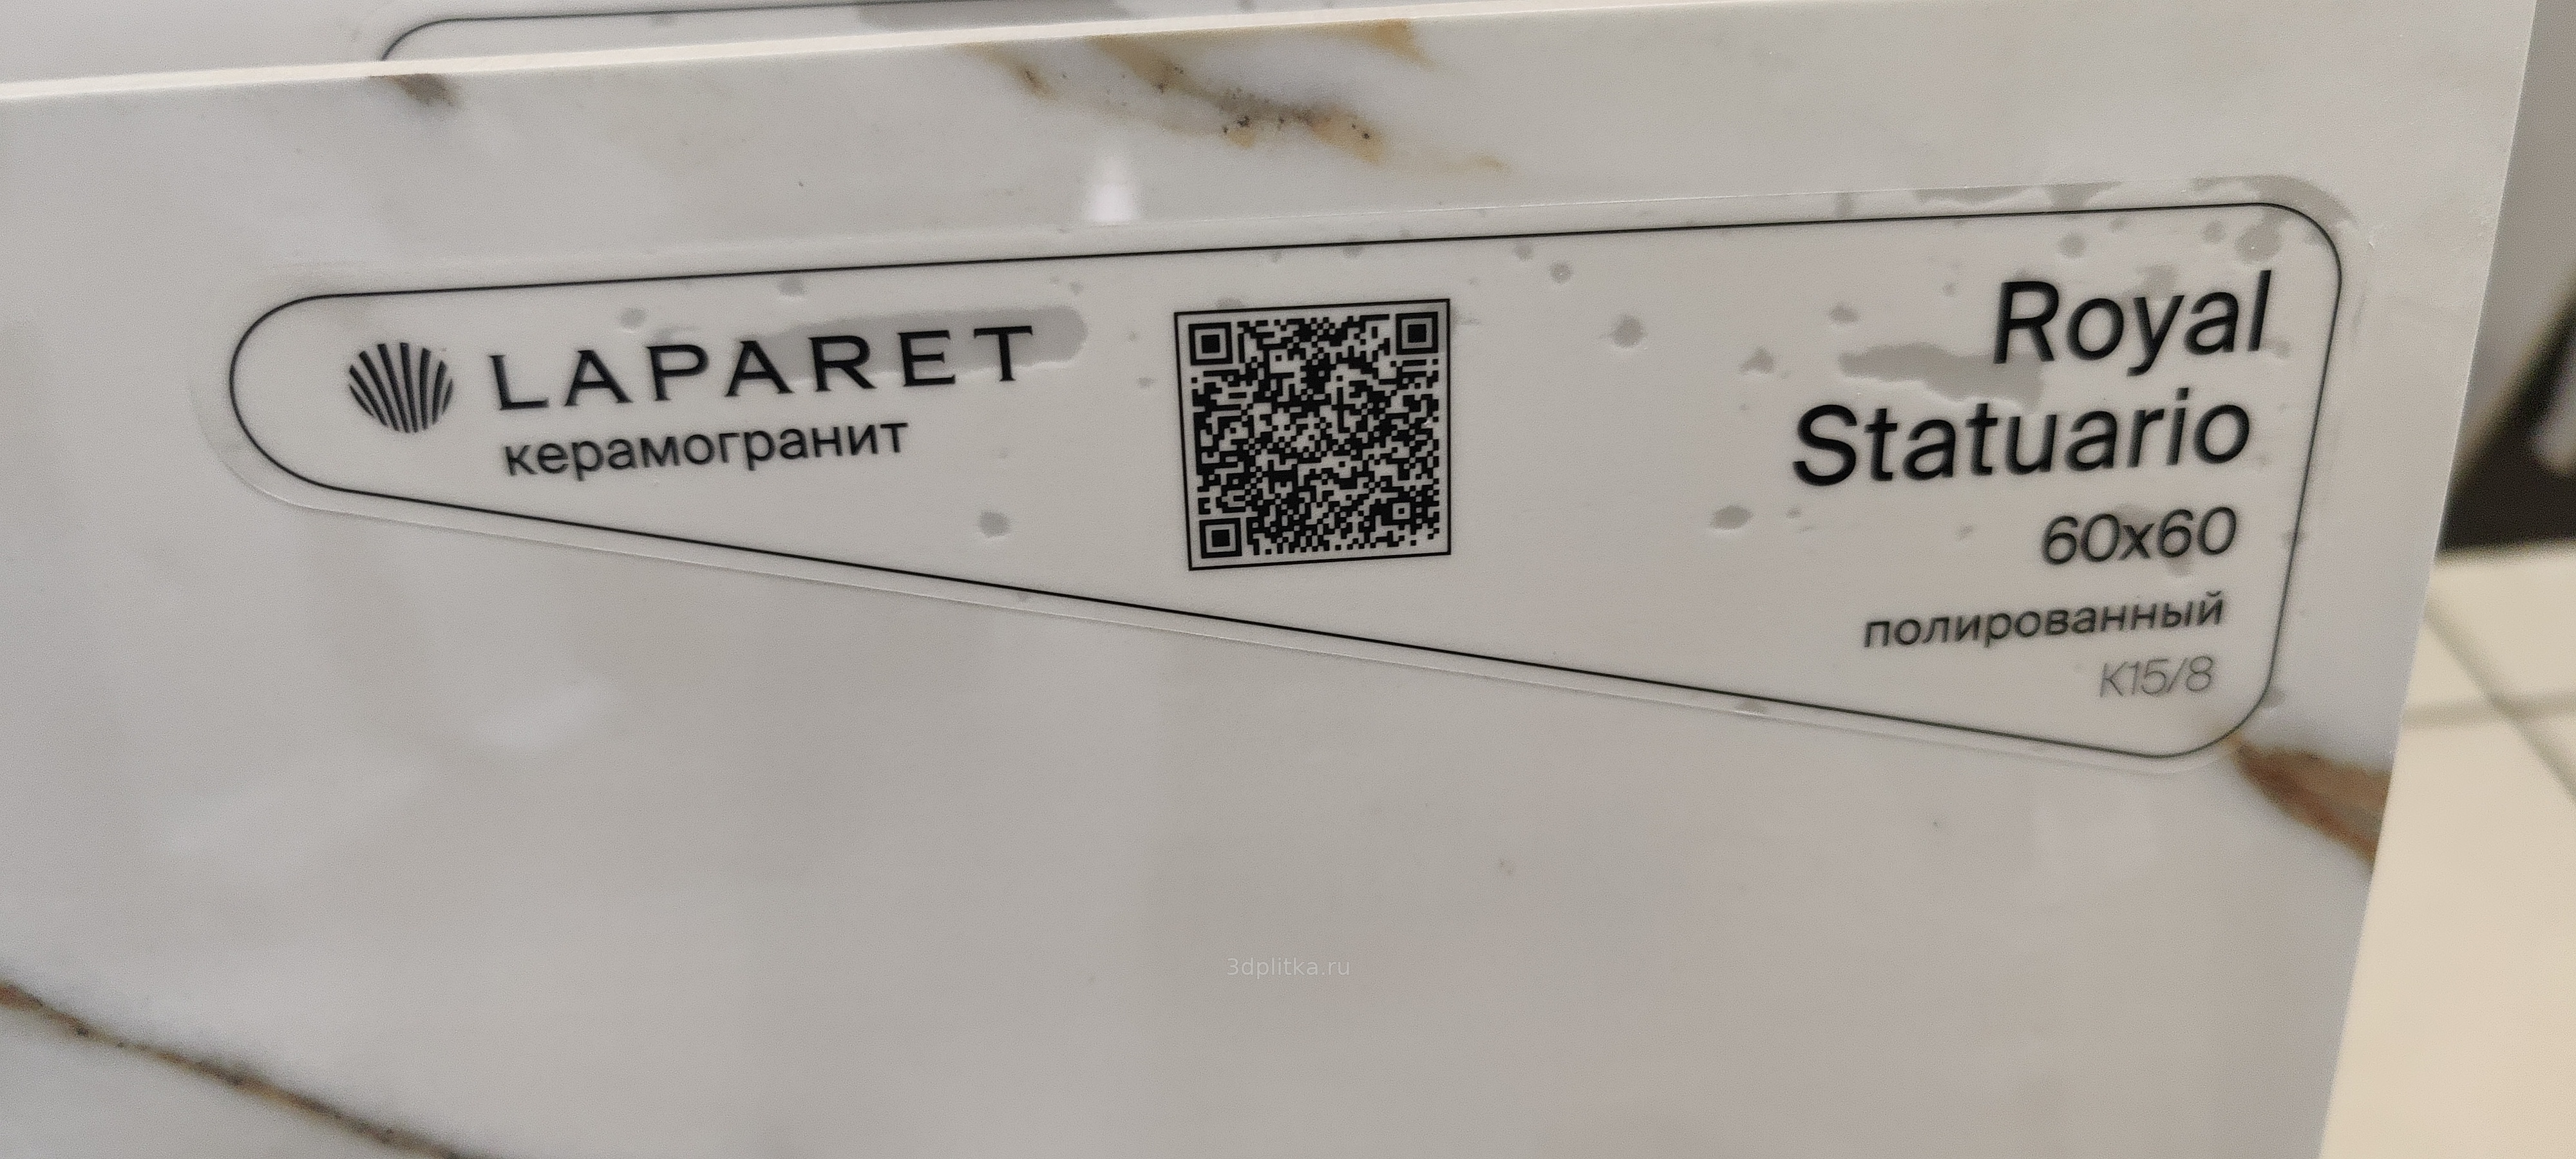 LAPARET
керамогранит
Royal
Statuario
60x60
полированный
K15/8
3dplitka.ru